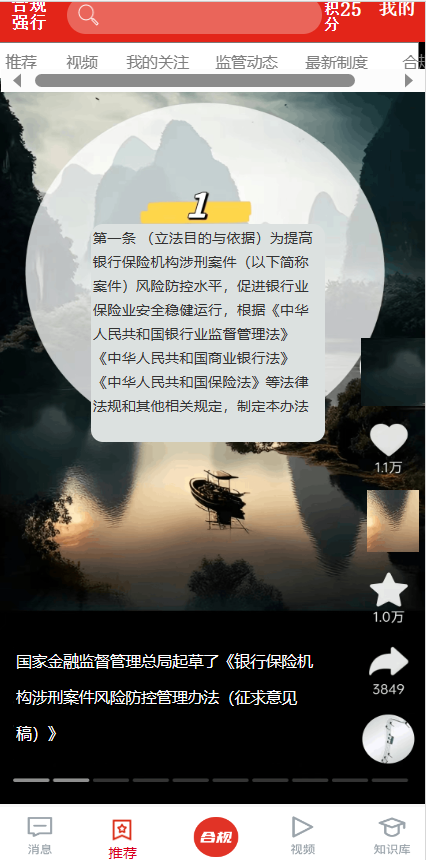 合规
强行
积25
分
我的
推荐 视频 我的关注 监管动态 最新制度 合规
1
第一条 （立法目的与依据）为提高
银行保险机构涉刑案件（以下简称
案件）风险防控水平，促进银行业
保险业安全稳健运行，根据《中华
人民共和国银行业监督管理法》
《中华人民共和国商业银行法》
《中华人民共和国保险法》等法律
法规和其他相关规定，制定本办法
1.1万
1.0万
3849
国家金融监督管理总局起草了《银行保险机
构涉刑案件风险防控管理办法（征求意见
稿）》
消息 推荐 合规 视频 知识库